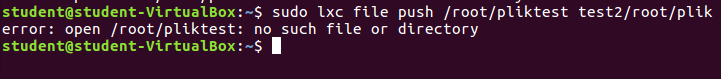 student@student-VirtualBox:~$ sudo lxc file push /root/pliktest test2/root/plik
error: open /root/pliktest: no such file or directory
student@student-VirtualBox:~$